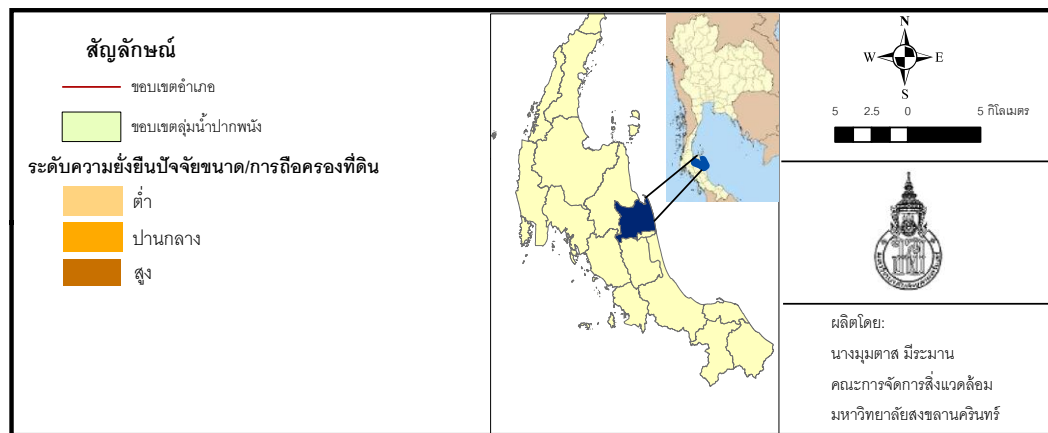 สัญลักษณ์
ขอบเขตอำเภอ
ขอบเขตลุ่มน้ำปากพนัง
ระดับความยั่งยืนปัจจัยขนาด/การถือครองที่ดิน
ต่ำ
ปานกลาง
สูง
N
W E
S
5 2.5 0 5 กิโลเมตร
ผลิตโดย:
นางมุมตาส มีระมาน
คณะการจัดการสิ่งแวดล้อม
มหาวิทยาลัยสงขลานครินทร์